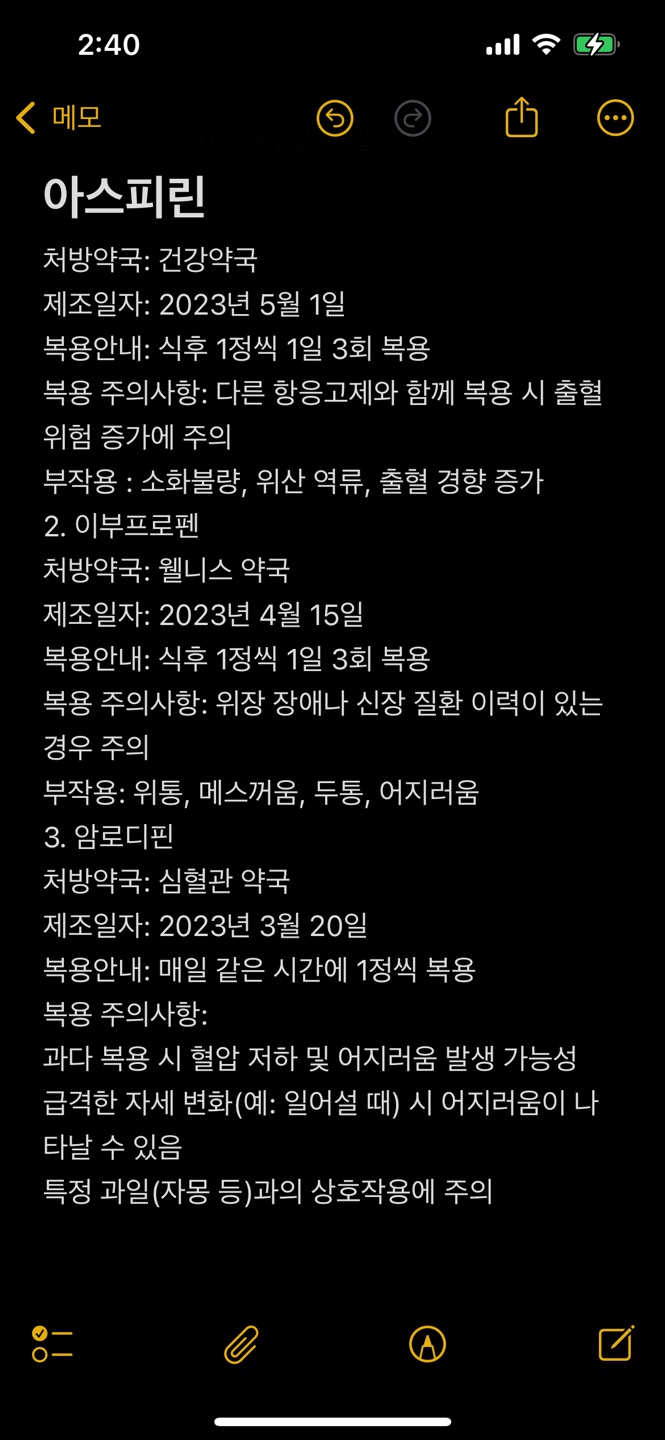 2:40
메모
아스피린
처방약국: 건강약국
제조일자: 2023년 5월 1일
복용안내: 식후 1정씩 1일 3회 복용
복용 주의사항: 다른 항응고제와 함께 복용 시 출혈
위험 증가에 주의
부작용 : 소화불량, 위산 역류, 출혈 경향 증가
2. 이부프로펜
처방약국: 웰니스 약국
제조일자: 2023년 4월 15일
복용안내: 식후 1정씩 1일 3회 복용
복용 주의사항: 위장 장애나 신장 질환 이력이 있는
경우 주의
부작용: 위통, 메스꺼움, 두통, 어지러움
3. 암로디핀
처방약국: 심혈관 약국
제조일자: 2023년 3월 20일
복용안내: 매일 같은 시간에 1정씩 복용
복용 주의사항:
과다 복용 시 혈압 저하 및 어지러움 발생 가능성
급격한 자세 변화(예: 일어설 때) 시 어지러움이 나
타날 수 있음
특정 과일(자몽 등)과의 상호작용에 주의